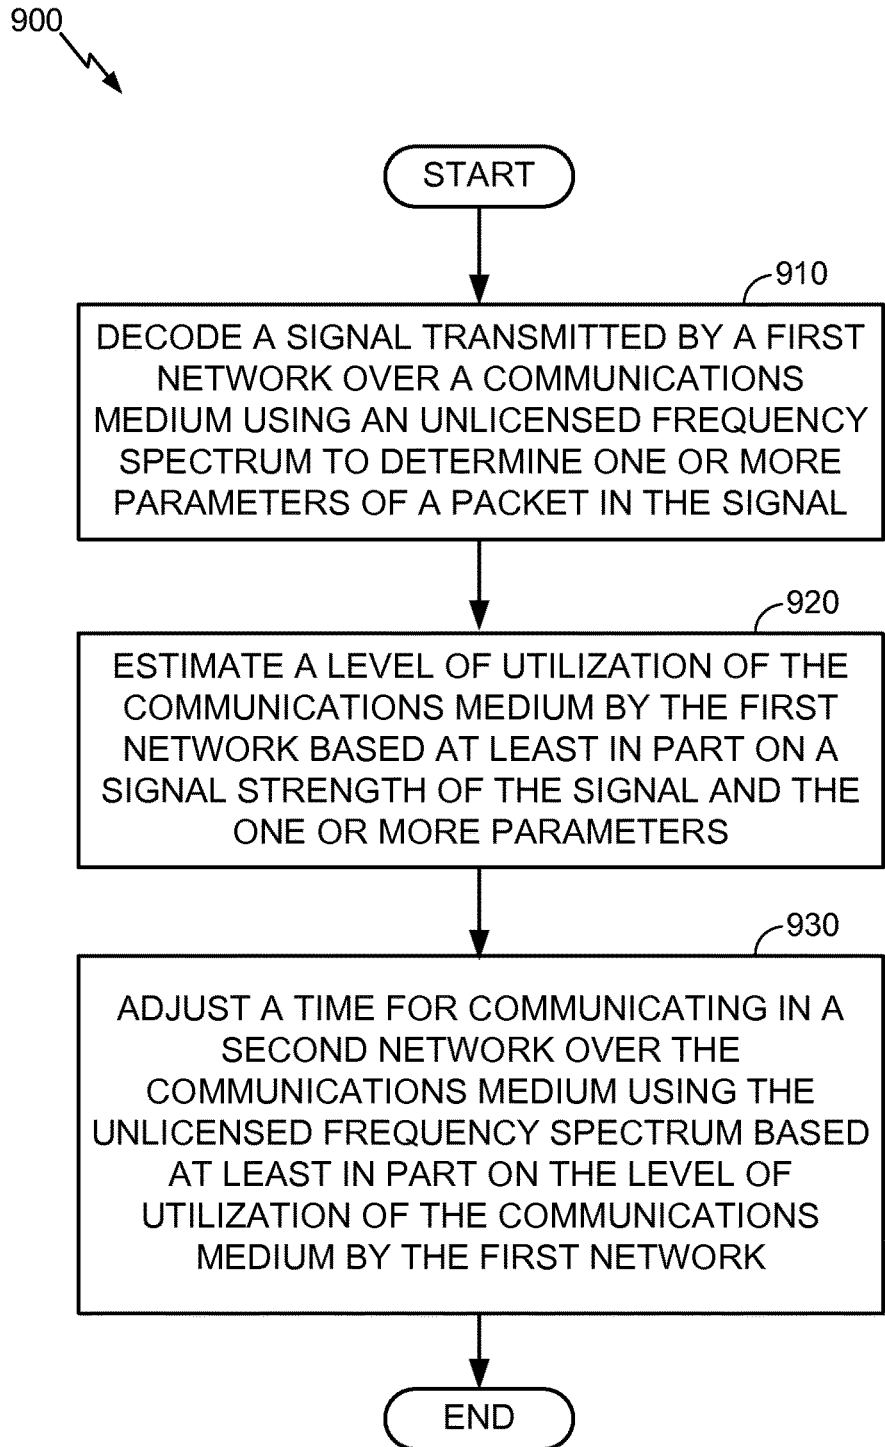 900
START
910
DECODE A SIGNAL TRANSMITTED BY A FIRST
NETWORK OVER A COMMUNICATIONS
MEDIUM USING AN UNLICENSED FREQUENCY
SPECTRUM TO DETERMINE ONE OR MORE
PARAMETERS OF A PACKET IN THE SIGNAL
920
ESTIMATE A LEVEL OF UTILIZATION OF THE
COMMUNICATIONS MEDIUM BY THE FIRST
NETWORK BASED AT LEAST IN PART ON A
SIGNAL STRENGTH OF THE SIGNAL AND THE
ONE OR MORE PARAMETERS
930
ADJUST A TIME FOR COMMUNICATING IN A
SECOND NETWORK OVER THE
COMMUNICATIONS MEDIUM USING THE
UNLICENSED FREQUENCY SPECTRUM BASED
AT LEAST IN PART ON THE LEVEL OF
UTILIZATION OF THE COMMUNICATIONS
MEDIUM BY THE FIRST NETWORK
END